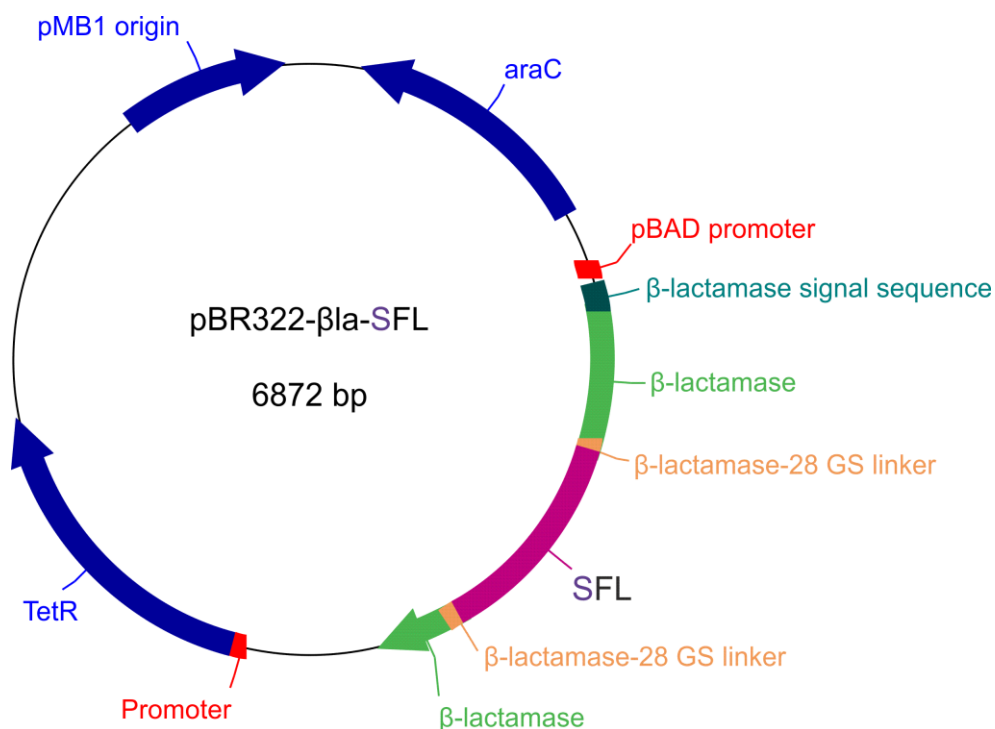 pMB1 origin
araC
pBAD promoter
β-lactamase signal sequence
pBR322-βla-SFL
6872 bp
β-lactamase
β-lactamase-28 GS linker
SFL
TetR
β-lactamase-28 GS linker
Promoter
β-lactamase